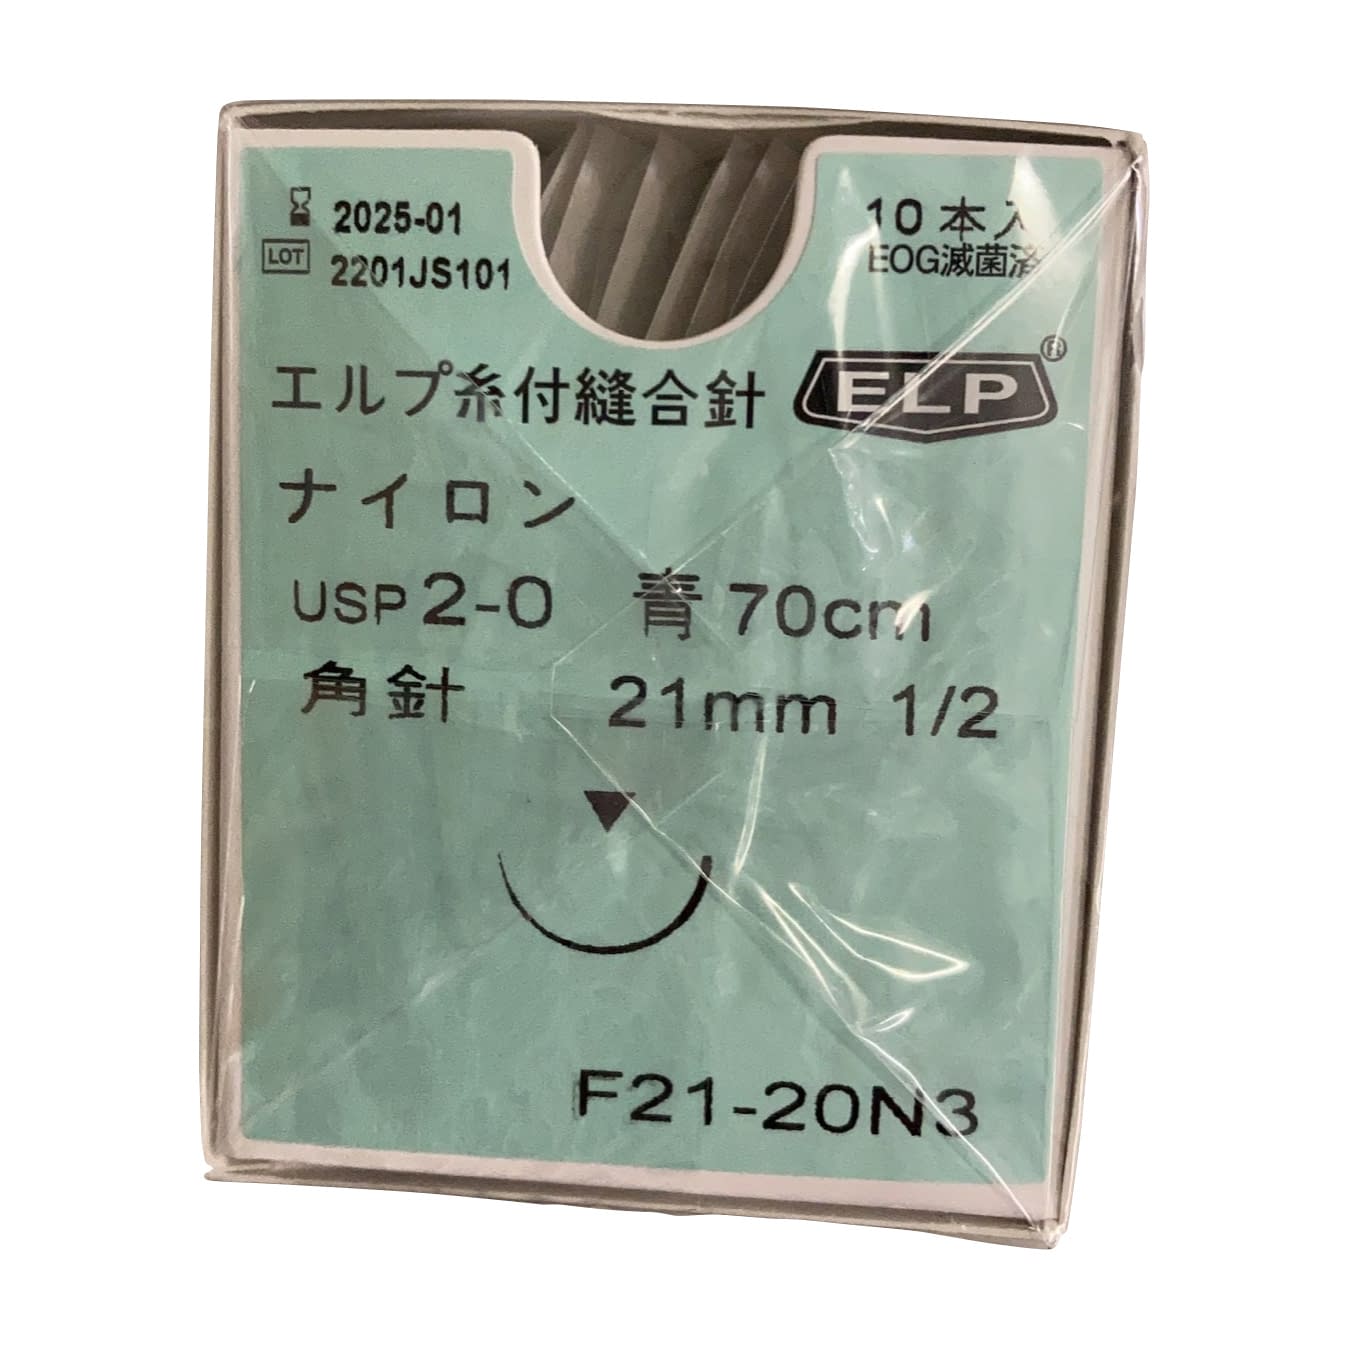 2025-01
LOT 2201JS101
10本入
EOG滅菌済
エルプ糸付縫合針 ELP®
ナイロン
USP 2-0 青 70cm
角針 21mm 1/2
F21-20N3